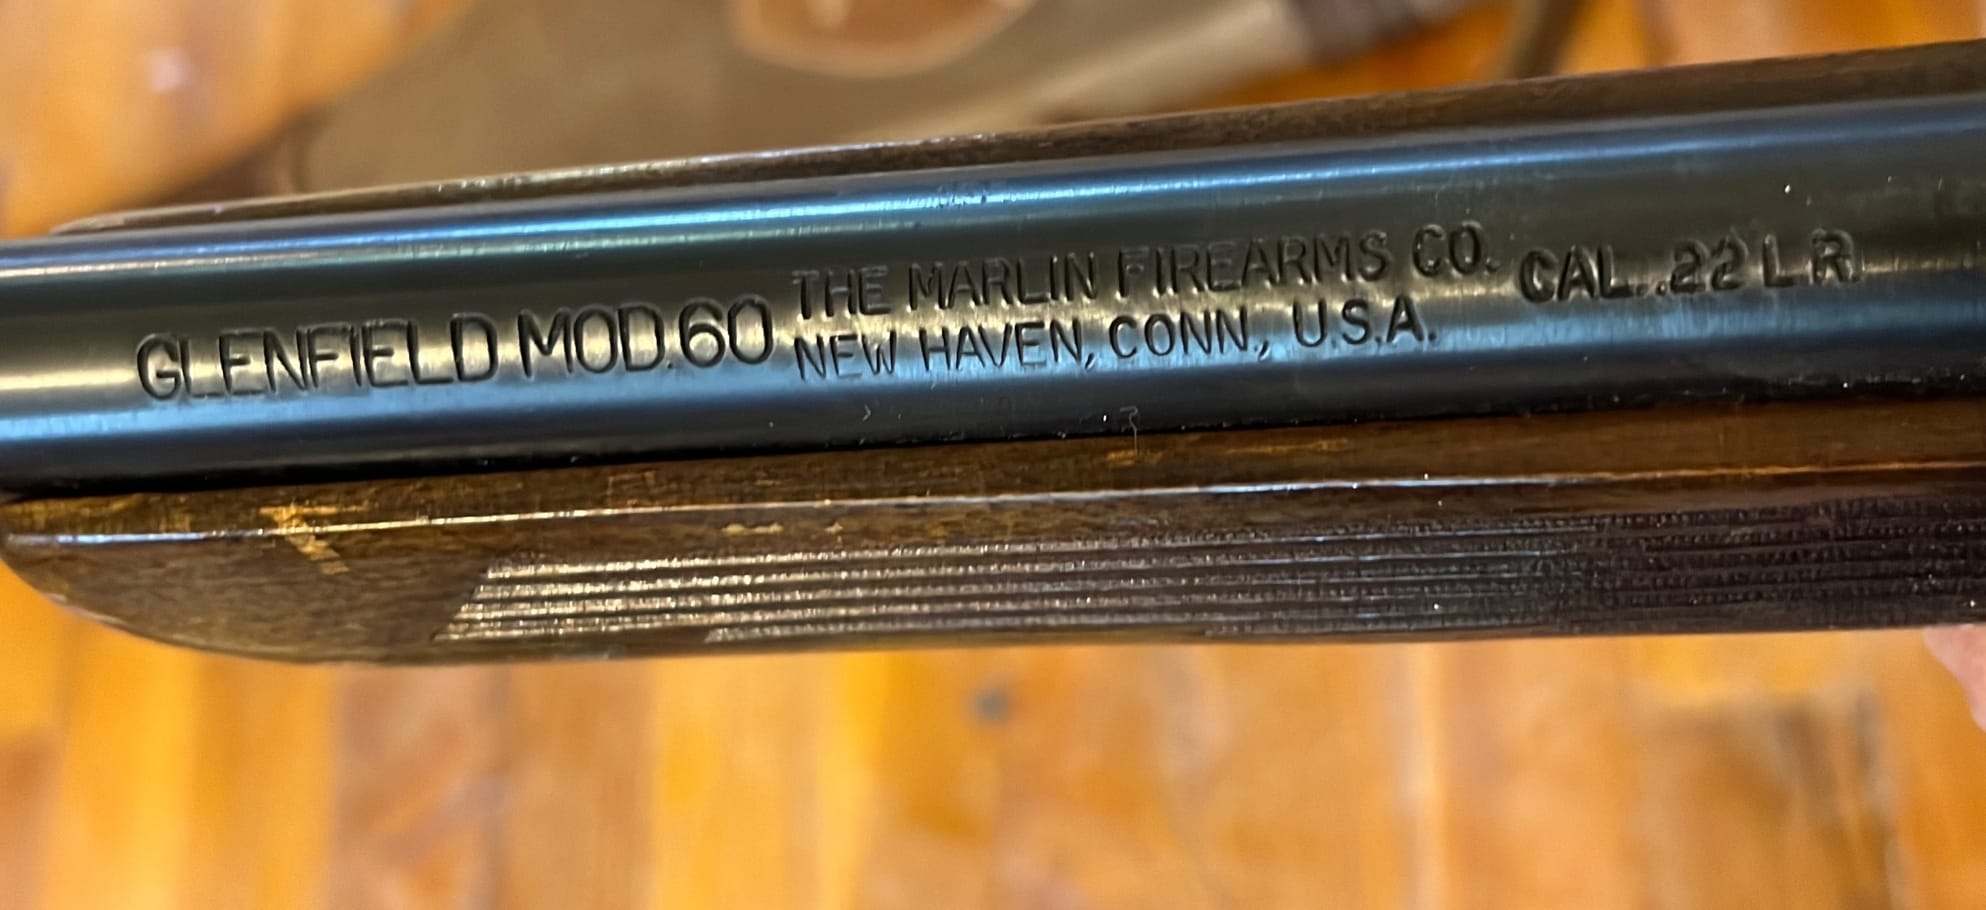 GLENFIELD MOD.60
THE MARLIN FIREARMS CO.
NEW HAVEN, CONN., U.S.A.
CAL. .22 L.R.